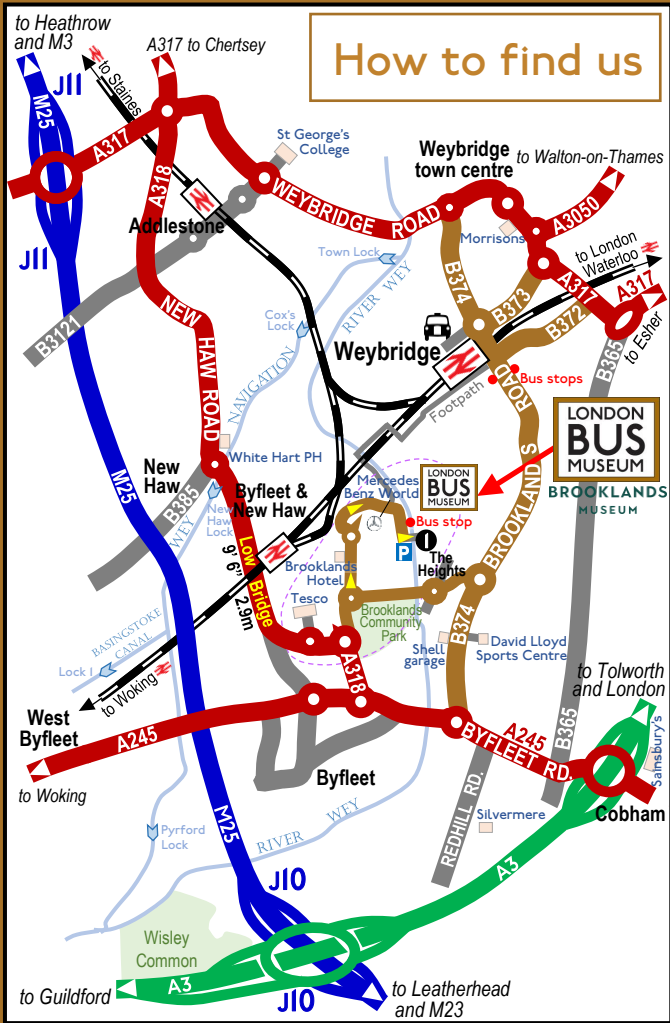 How to find us
to Heathrow
and M3
A317 to Chertsey
J11
M25
to Staines
A317
A318
St George's
College
Weybridge
town centre
to Walton-on-Thames
WEYBRIDGE ROAD
A3050
Morrisons
Addlestone
Town Lock
RIVER WEY
to London
Waterloo
J11
B3121
NEW HAW ROAD
Cox's
Lock
B374
B373
A317
A317
B372
to Esher
Weybridge
B365
Bus stops
Footpath
LONDON
BUS
MUSEUM
BROOKLANDS
MUSEUM
WEY NAVIGATION
M25
New
Haw
White Hart PH
B385
New
Haw
Lock
Byfleet &
New Haw
Mercedes
Benz World
LONDON
BUS
MUSEUM
Bus stop
P
BROOKLANDS ROAD
Low Bridge
9' 6" 2.9m
Brooklands
Hotel
The
Heights
Tesco
Brooklands
Community
Park
BASINGSTOKE
CANAL
Lock 1
to Woking
A318
B374
Shell
garage
David Lloyd
Sports Centre
to Tolworth
and London
West
Byfleet
A245
to Woking
Byfleet
A245
BYFLEET RD.
B365
Sainsbury's
Cobham
REDHILL RD.
Silvermere
M25
Pyrford
Lock
RIVER WEY
J10
A3
Wisley
Common
A3
to Guildford
J10
to Leatherhead
and M23